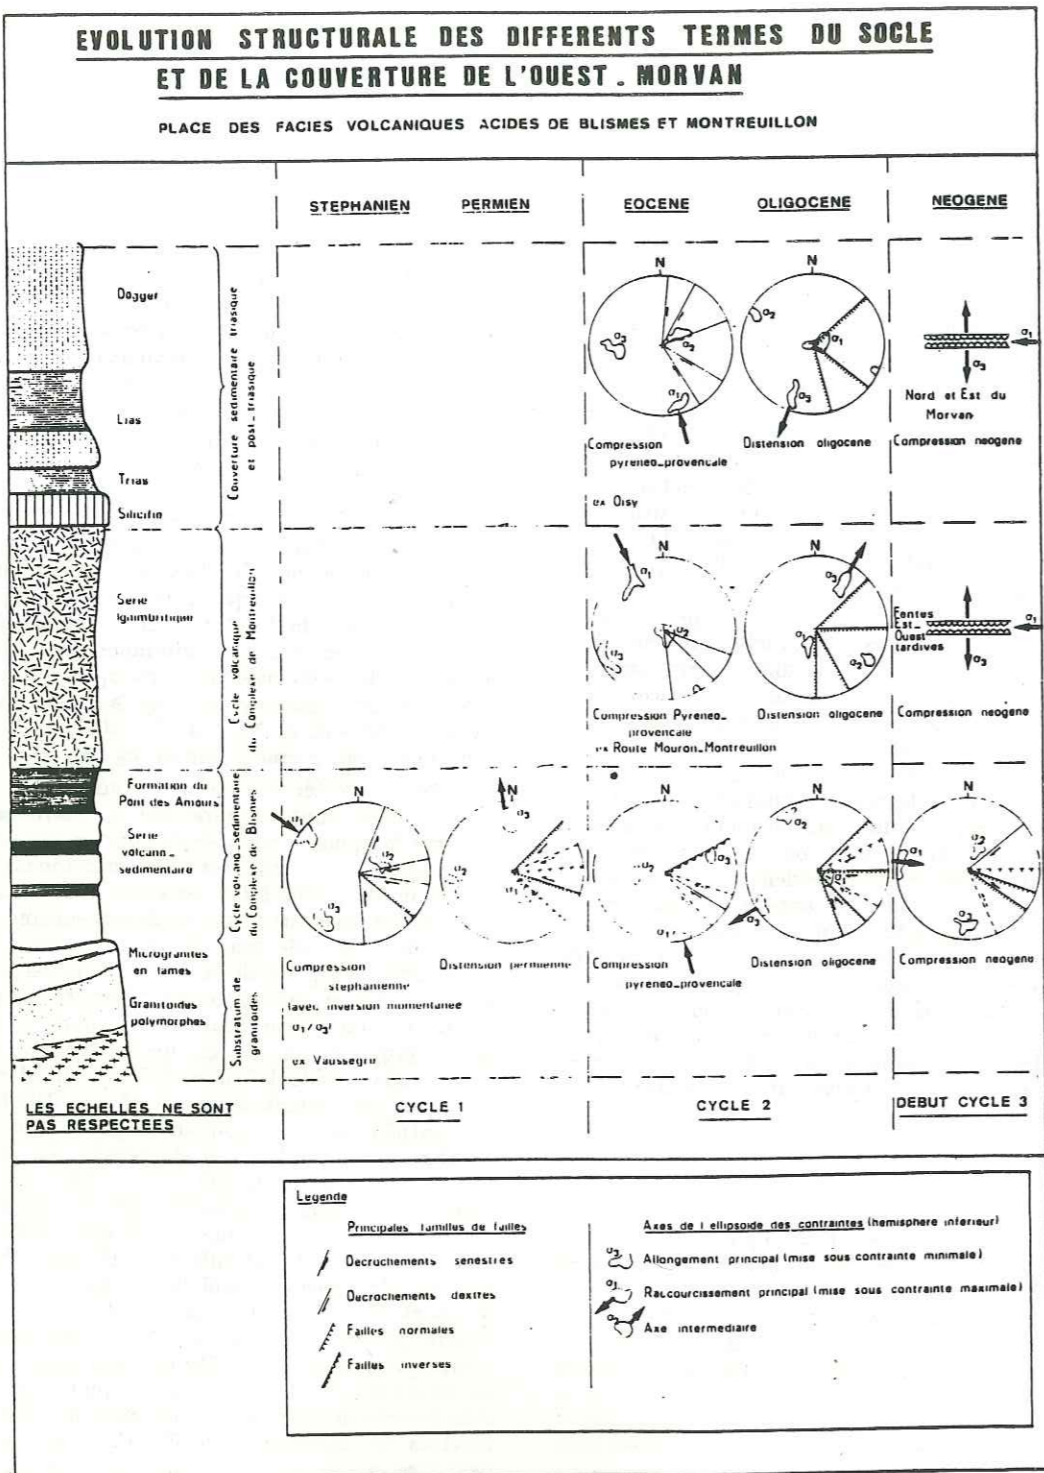 EVOLUTION STRUCTURALE DES DIFFERENTS TERMES DU SOCLE
ET DE LA COUVERTURE DE L'OUEST_MORVAN
PLACE DES FACIES VOLCANIQUES ACIDES DE BLISMES ET MONTREUILLON
STEPHANIEN PERMIEN EOCENE OLIGOCENE NEOGENE
Dogger
Lias
Trias
Silicifie
Couverture sedimentaire triasique
et post_triasique
N
σ3
σ2
σ1
Compression
pyreneo_provencale
ex Oisy
N
σ2
σ1
σ3
Distension oligocene
σ1
σ3
Nord et Est du
Morvan
Compression neogene
Serie
ignimbritique
Cycle volcanique
du Complexe de Montreuillon
σ1
N
σ2
σ3
Compression Pyreneo_
provencale
ex Route Mouron_Montreuillon
N
σ3
σ1
σ2
Distension oligocene
Fentes
Est_
Ouest
tardives
σ1
σ3
Compression neogene
Formation du
Pont des Amours
Serie
volcano_
sedimentaire
Cycle volcano_sedimentaire
du Complexe de Blismes
Microgranites
en lames
Granitoides
polymorphes
Substratum de
granitoides
N
σ1
σ2
σ3
Compression
stephanienne
(avec inversion momentanee
σ1/σ3)
ex Vaussegre
N
σ3
σ2
σ1
Distension permienne
N
σ3
σ2
σ1
Compression
pyreneo_provencale
N
σ2
σ1
σ3
Distension oligocene
N
σ2
σ1
σ3
Compression neogene
LES ECHELLES NE SONT
PAS RESPECTEES
CYCLE 1
CYCLE 2
DEBUT CYCLE 3
Legende
Principales familles de failles
Decrochements senestres
Decrochements dextres
Failles normales
Failles inverses
Axes de l ellipsoide des contraintes (hemisphere inferieur)
σ3 Allongement principal (mise sous contrainte minimale)
σ1 Raccourcissement principal (mise sous contrainte maximale)
σ2 Axe intermediaire